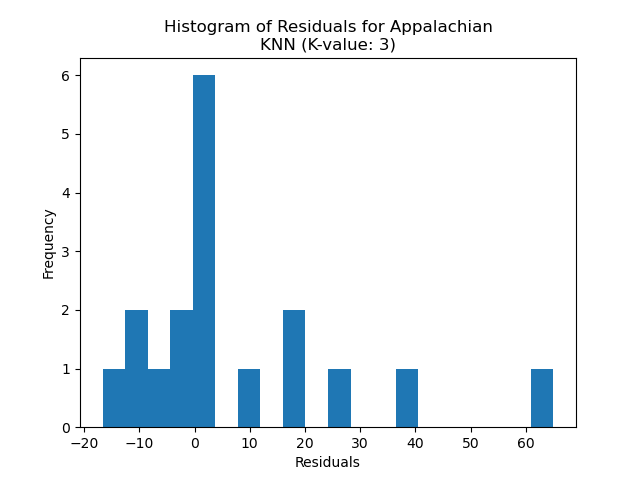 Histogram of Residuals for Appalachian
KNN (K-value: 3)
6
5
4
3
2
1
0
Frequency
−20 −10 0 10 20 30 40 50 60
Residuals